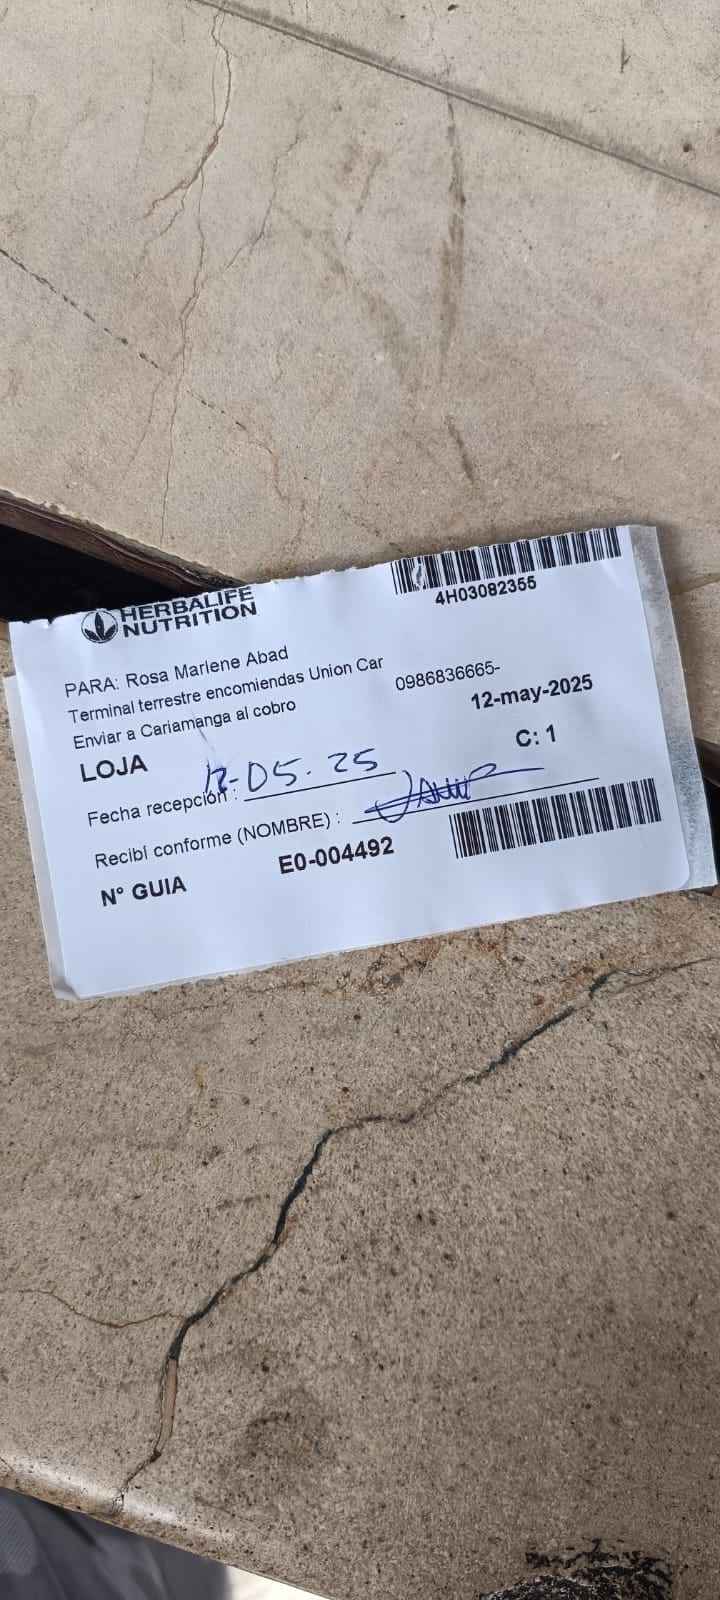 HERBALIFE
NUTRITION
4H03082355
PARA: Rosa Marlene Abad
Terminal terrestre encomiendas Union Car
0986836665-
Enviar a Cariamanga al cobro
12-may-2025
LOJA
C: 1
Fecha recepción : 12-05-25
Recibí conforme (NOMBRE) :
Nº GUIA
E0-004492